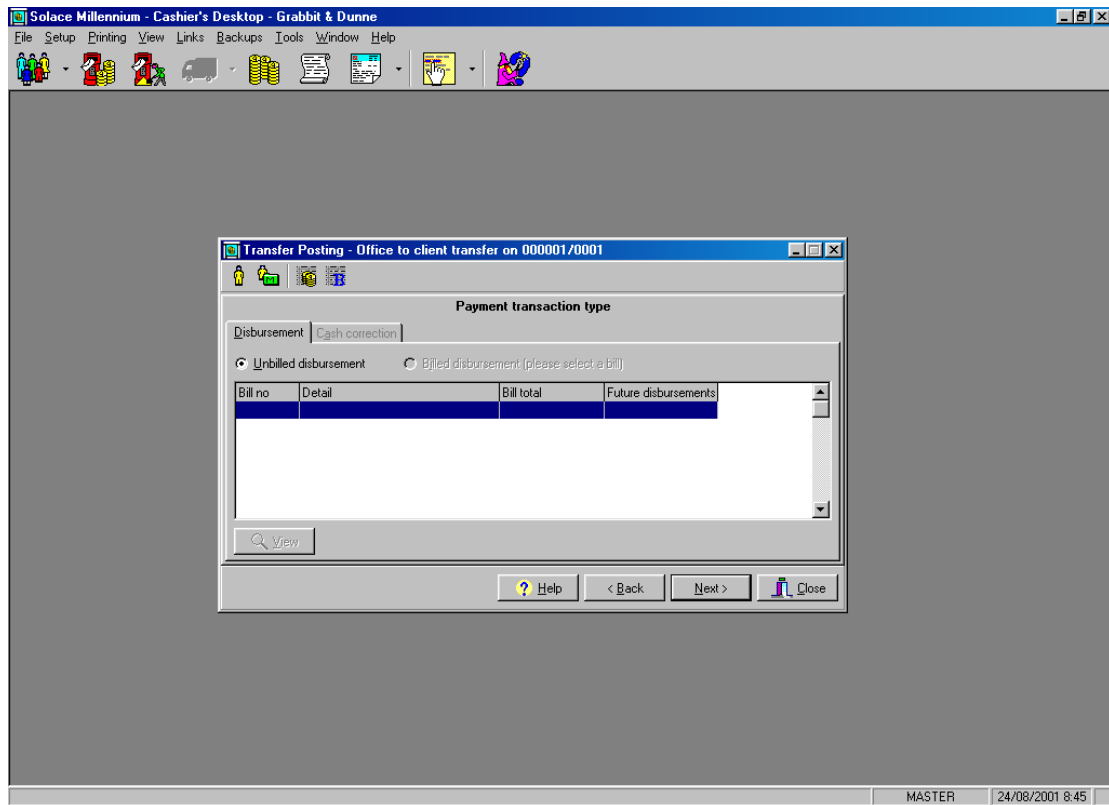 Solace Millennium - Cashier's Desktop - Grabbit & Dunne
File Setup Printing View Links Backups Tools Window Help
Transfer Posting - Office to client transfer on 000001/0001
Payment transaction type
Disbursement Cash correction
Unbilled disbursement Billed disbursement (please select a bill)
Bill no Detail Bill total Future disbursements
View
? Help < Back Next > Close
MASTER 24/08/2001 8:45